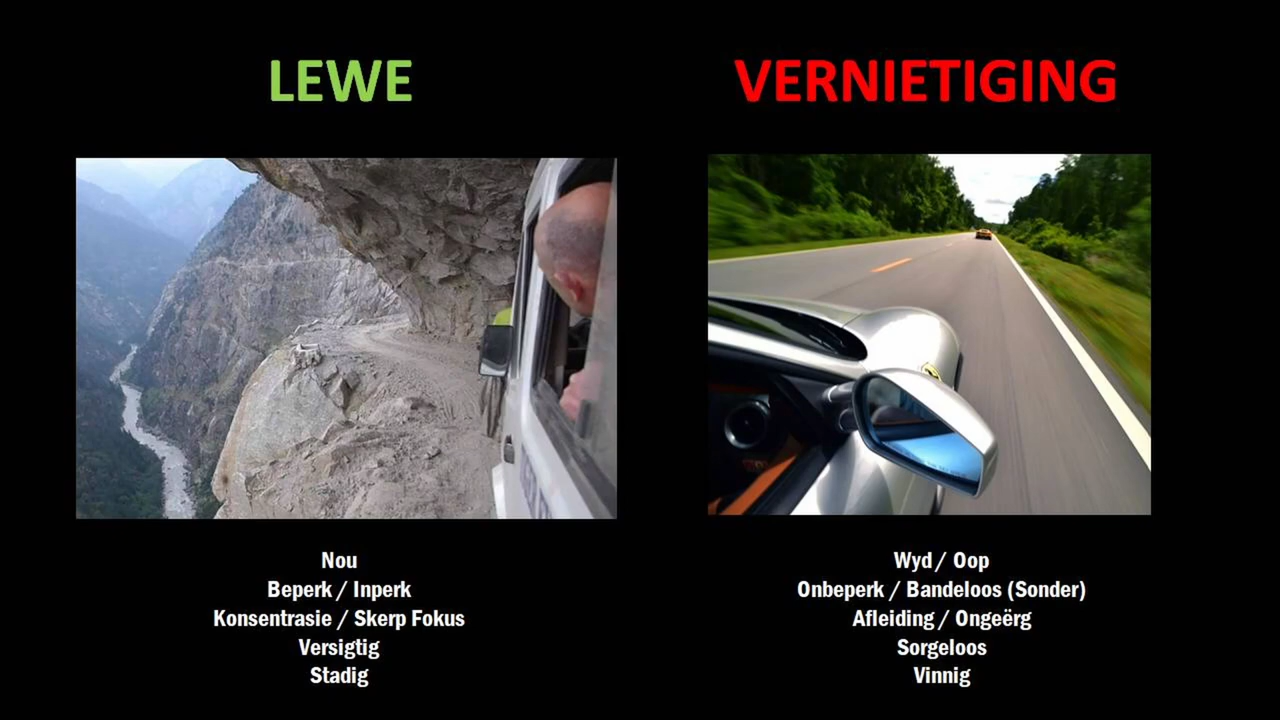 LEWE
Nou
Beperk / Inperk
Konsentrasie / Skerp Fokus
Versigtig
Stadig
VERNIETIGING
Wyd / Oop
Onbeperk / Bandeloos (Sonder)
Afleiding / Ongeërg
Sorgeloos
Vinnig